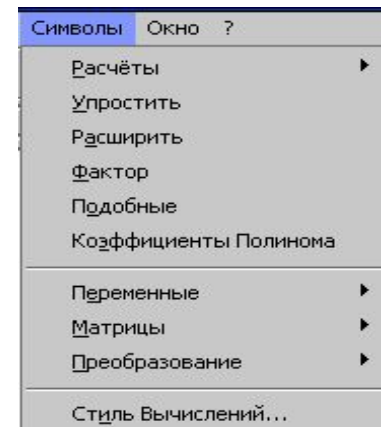 Символы Окно ?
Расчёты
Упростить
Расширить
Фактор
Подобные
Коэффициенты Полинома
Переменные
Матрицы
Преобразование
Стиль Вычислений...